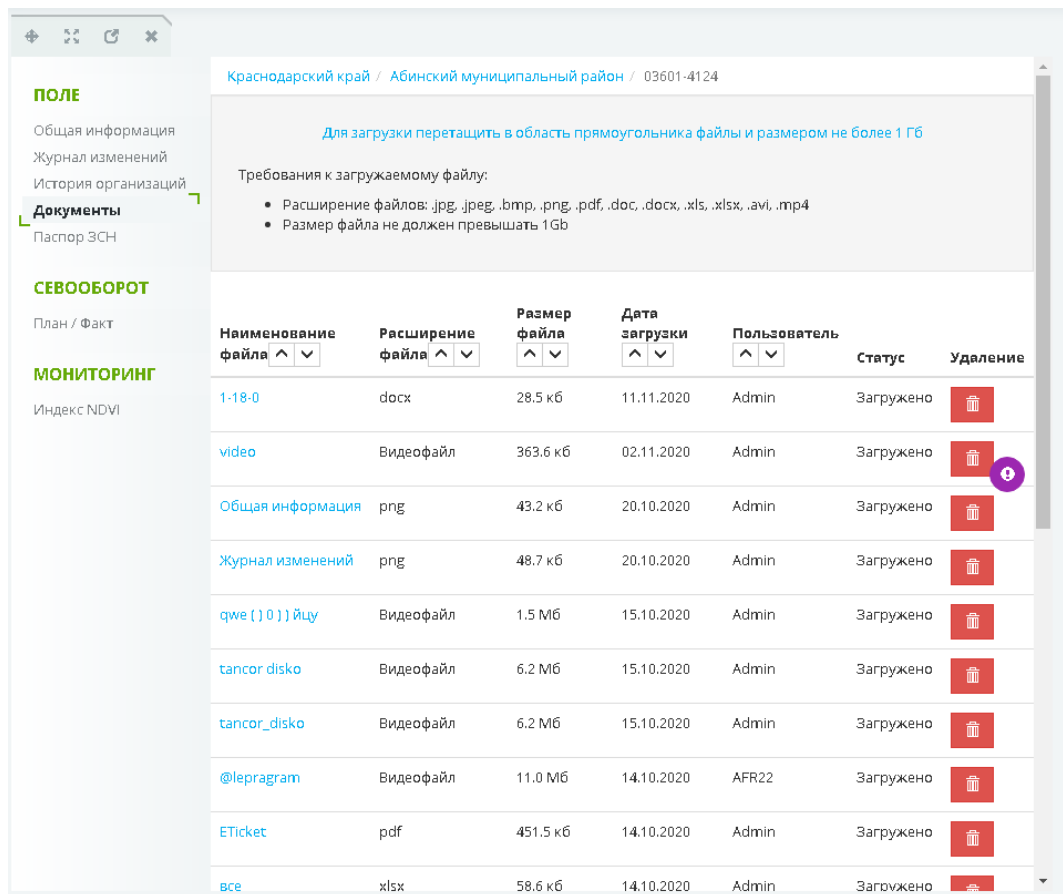 ПОЛЕ
Общая информация
Журнал изменений
История организаций
Документы
Паспор ЗСН
СЕВООБОРОТ
План / Факт
МОНИТОРИНГ
Индекс NDVI
Краснодарский край / Абинский муниципальный район / 03601-4124
Для загрузки перетащить в область прямоугольника файлы и размером не более 1 Гб
Требования к загружаемому файлу:
Расширение файлов: .jpg, .jpeg, .bmp, .png, .pdf, .doc, .docx, .xls, .xlsx, .avi, .mp4
Размер файла не должен превышать 1Gb
Наименование файла Расширение файла Размер файла Дата загрузки Пользователь Статус Удаление
1-18-0 docx 28.5 кб 11.11.2020 Admin Загружено
video Видеофайл 363.6 кб 02.11.2020 Admin Загружено
Общая информация png 43.2 кб 20.10.2020 Admin Загружено
Журнал изменений png 48.7 кб 20.10.2020 Admin Загружено
qwe ( ) 0 ) ) йцу Видеофайл 1.5 Мб 15.10.2020 Admin Загружено
tancor disko Видеофайл 6.2 Мб 15.10.2020 Admin Загружено
tancor_disko Видеофайл 6.2 Мб 15.10.2020 Admin Загружено
@lepragram Видеофайл 11.0 Мб 14.10.2020 AFR22 Загружено
ETicket pdf 451.5 кб 14.10.2020 Admin Загружено
все xlsx 58.6 кб 14.10.2020 Admin Загружено